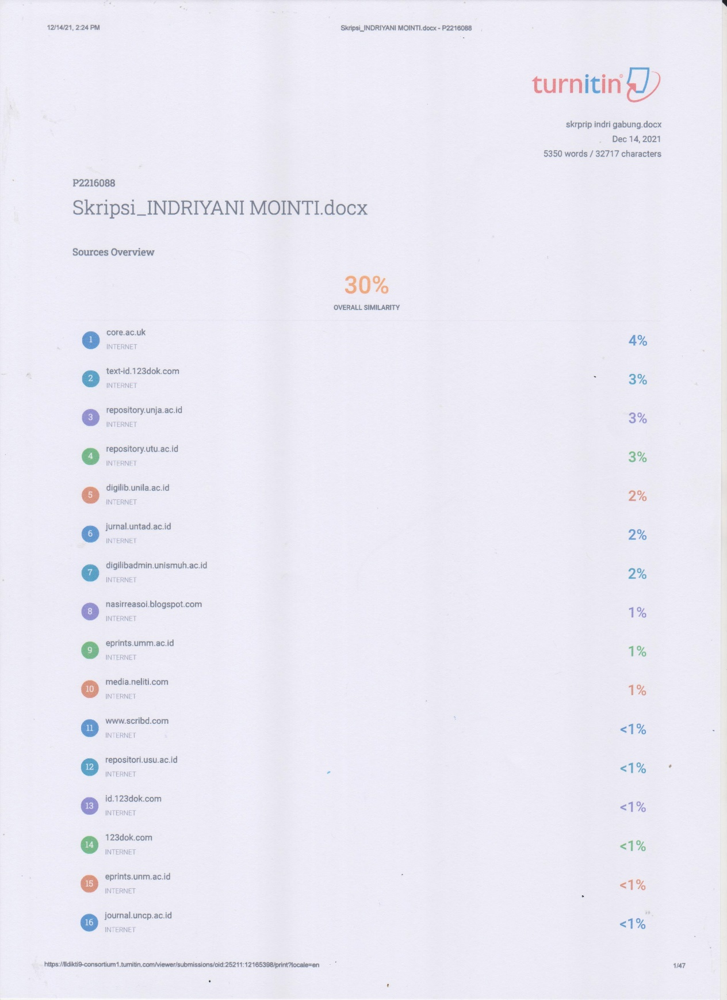 12/14/21, 2:24 PM
Skripsi_INDRIYANI MOINTI.docx - P2216088
turnitin
skrprip indri gabung.docx
Dec 14, 2021
5350 words / 32717 characters
P2216088
Skripsi_INDRIYANI MOINTI.docx
Sources Overview
30%
OVERALL SIMILARITY
1 core.ac.uk 4%
INTERNET
2 text-id.123dok.com 3%
INTERNET
3 repository.unja.ac.id 3%
INTERNET
4 repository.utu.ac.id 3%
INTERNET
5 digilib.unila.ac.id 2%
INTERNET
6 jurnal.untad.ac.id 2%
INTERNET
7 digilibadmin.unismuh.ac.id 2%
INTERNET
8 nasirreasoi.blogspot.com 1%
INTERNET
9 eprints.umm.ac.id 1%
INTERNET
10 media.neliti.com 1%
INTERNET
11 www.scribd.com <1%
INTERNET
12 repositori.usu.ac.id <1%
INTERNET
13 id.123dok.com <1%
INTERNET
14 123dok.com <1%
INTERNET
15 eprints.unm.ac.id <1%
INTERNET
16 journal.uncp.ac.id <1%
INTERNET
https://lldikti9-consortium1.turnitin.com/viewer/submissions/oid:25211:12165398/print?locale=en
1/47